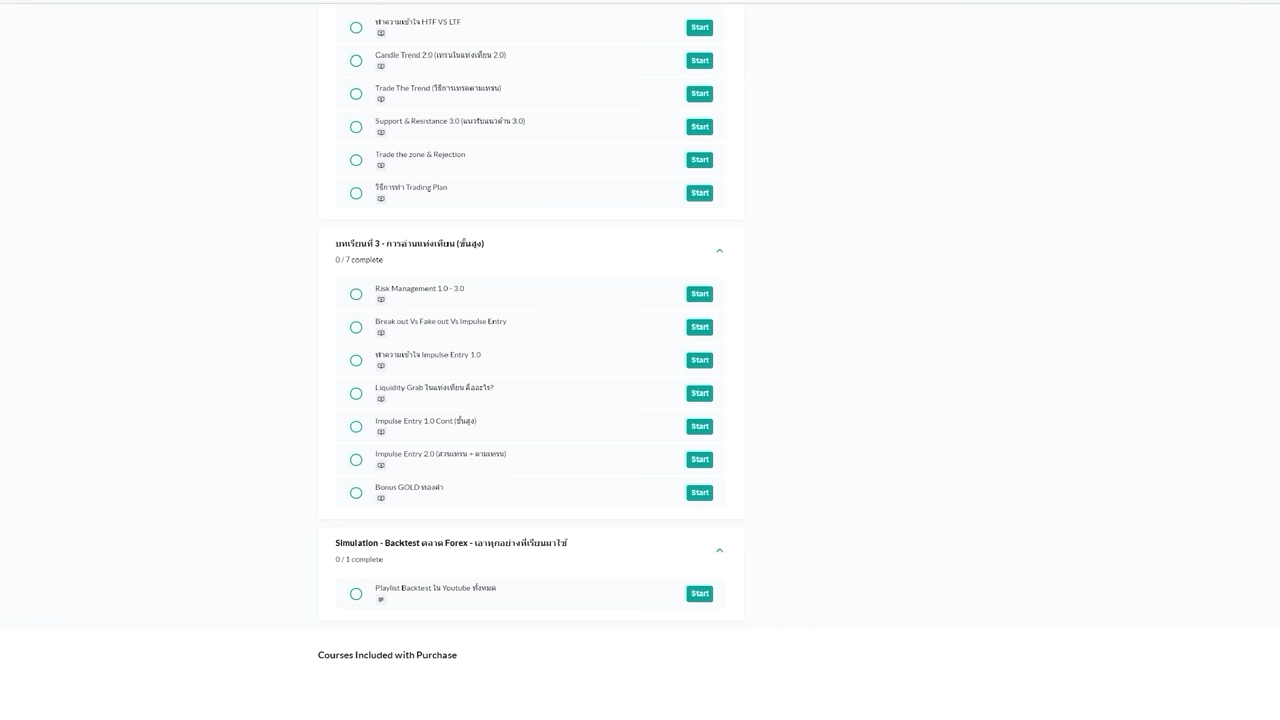 ทำความเข้าใจ HTF VS LTF
Start
Candle Trend 2.0 (เทรนในแท่งเทียน 2.0)
Start
Trade The Trend (วิธีการเทรดตามเทรน)
Start
Support & Resistance 3.0 (แนวรับแนวต้าน 3.0)
Start
Trade the zone & Rejection
Start
วิธีการทำ Trading Plan
Start
บทเรียนที่ 3 - การอ่านแท่งเทียน (ขั้นสูง)
0 / 7 complete
Risk Management 1.0 - 3.0
Start
Break out Vs Fake out Vs Impulse Entry
Start
ทำความเข้าใจ Impulse Entry 1.0
Start
Liquidity Grab ในแท่งเทียน คืออะไร?
Start
Impulse Entry 1.0 Cont (ขั้นสูง)
Start
Impulse Entry 2.0 (สวนเทรน + ตามเทรน)
Start
Bonus GOLD ทองคำ
Start
Simulation - Backtest ตลาด Forex - เอาทุกอย่างที่เรียนมาใช้
0 / 1 complete
Playlist Backtest ใน Youtube ทั้งหมด
Start
Courses Included with Purchase